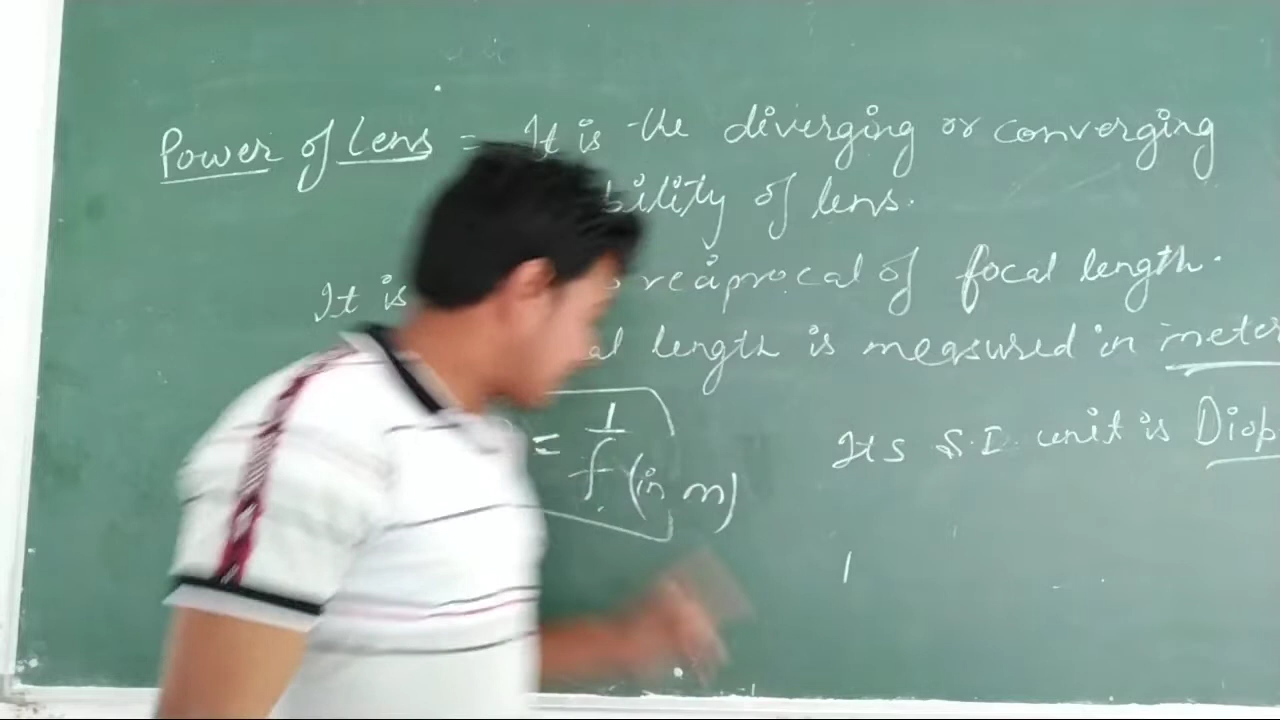 Power of Lens = It is the diverging or converging
bility of lens.
It is reciprocal of focal length.
al length is measured in meter
= 1/f (in m)
Its S.I. unit is Diop
1